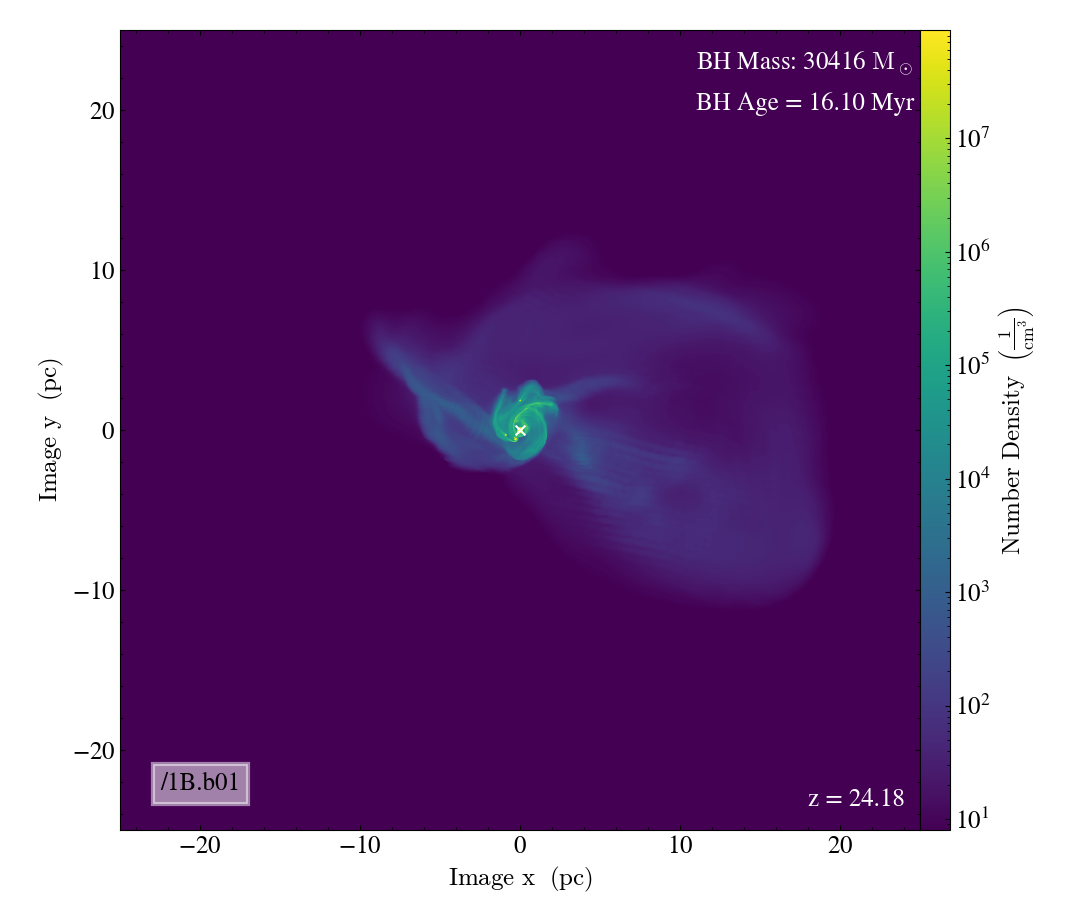 BH Mass: 30416 M☉
BH Age = 16.10 Myr
20
10
0
−10
−20
Image y (pc)
/1B.b01
z = 24.18
−20 −10 0 10 20
Image x (pc)
10⁷
10⁶
10⁵
10⁴
10³
10²
10¹
Number Density (1/cm³)